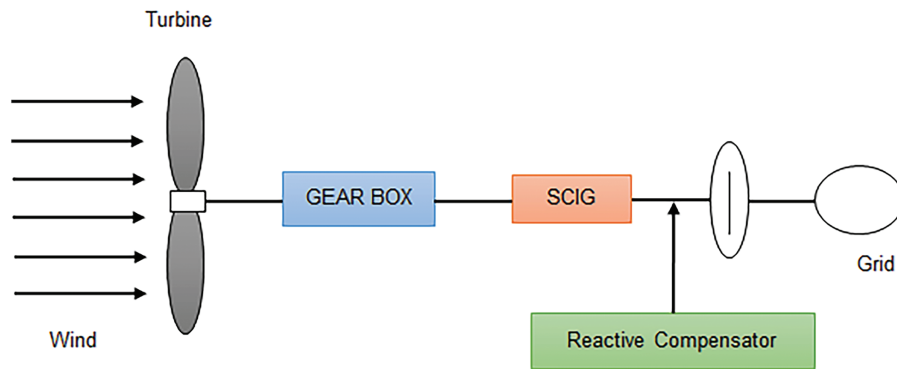 Turbine
GEAR BOX
SCIG
Grid
Wind
Reactive Compensator